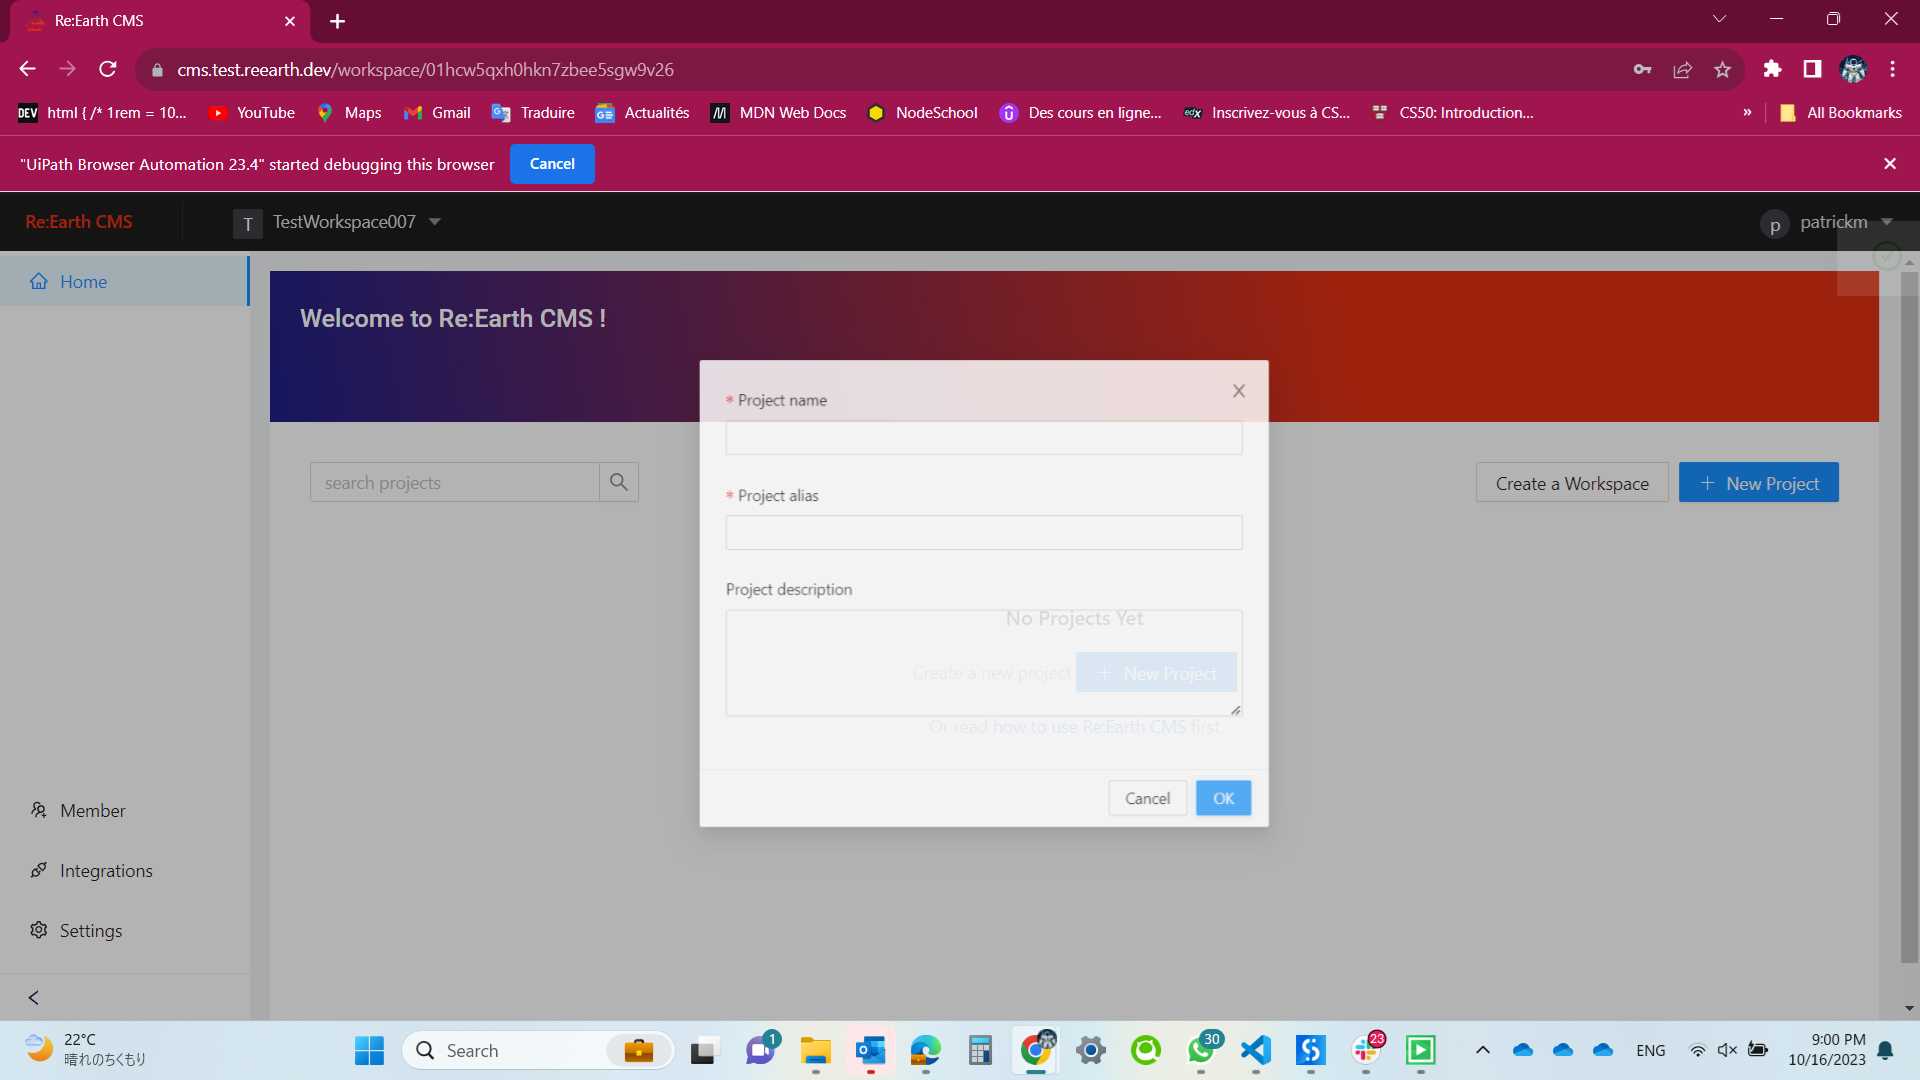 Re:Earth CMS
cms.test.reearth.dev/workspace/01hcw5qxh0hkn7zbee5sgw9v26
DEV html { /* 1rem = 10... YouTube Maps Gmail Traduire Actualités MDN Web Docs NodeSchool Des cours en ligne... edX Inscrivez-vous à CS... CS50: Introduction... » All Bookmarks
"UiPath Browser Automation 23.4" started debugging this browser Cancel
Re:Earth CMS T TestWorkspace007 p patrickm
Home
Welcome to Re:Earth CMS !
* Project name
search projects
Create a Workspace + New Project
* Project alias
Project description
No Projects Yet
Create a new project + New Project
Or read how to use Re:Earth CMS first
Cancel OK
Member
Integrations
Settings
22°C
晴れのちくもり
Search
1
30
23
ENG
9:00 PM
10/16/2023